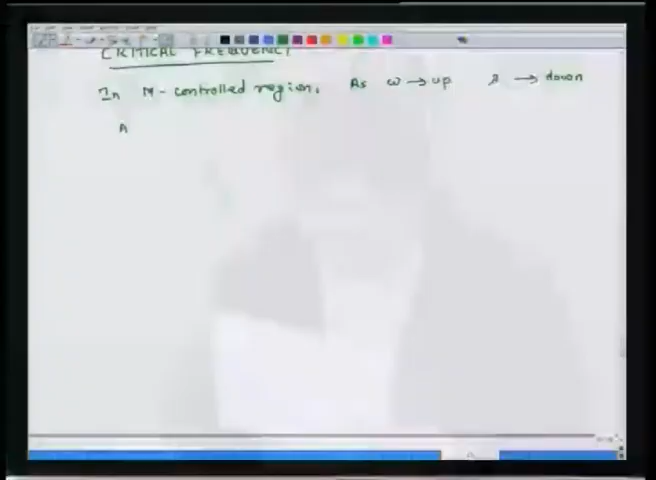 CRITICAL FREQUENCY
In M-controlled region, As ω → up → down
A